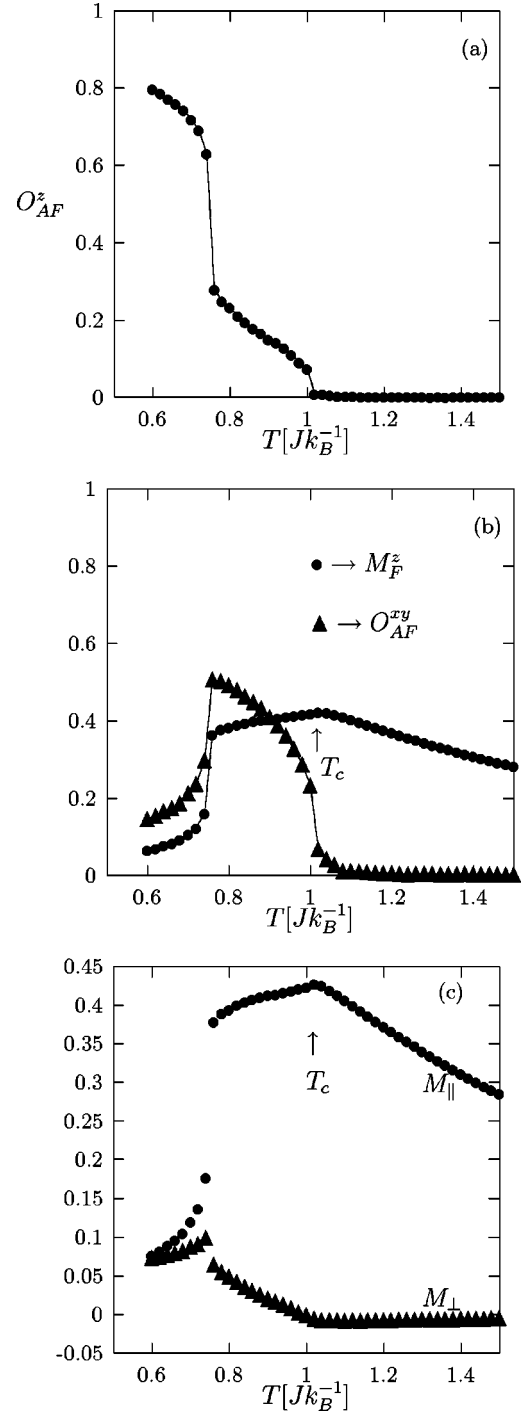 1
(a)
0.8
0.6
O_{AF}^{z}
0.4
0.2
0
0.6 0.8 1 1.2 1.4
T[Jk_B^{-1}]
1
(b)
0.8
→ M_F^z
0.6
→ O_{AF}^{xy}
0.4
↑
T_c
0.2
0
0.6 0.8 1 1.2 1.4
T[Jk_B^{-1}]
0.45
(c)
0.4
0.35
↑
T_c
0.3
M_∥
0.25
0.2
0.15
0.1
0.05
M_⊥
0
-0.05
0.6 0.8 1 1.2 1.4
T[Jk_B^{-1}]